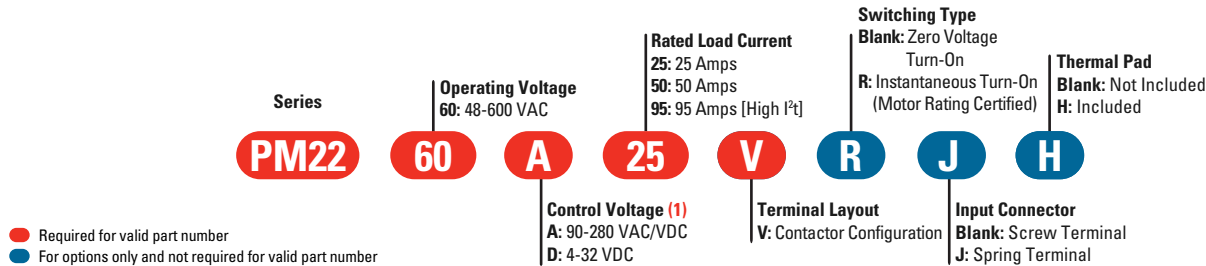 Series
Operating Voltage
60: 48-600 VAC
Rated Load Current
25: 25 Amps
50: 50 Amps
95: 95 Amps [High I²t]
Switching Type
Blank: Zero Voltage
Turn-On
R: Instantaneous Turn-On
(Motor Rating Certified)
Thermal Pad
Blank: Not Included
H: Included
PM22 60 A 25 V R J H
Control Voltage (1)
A: 90-280 VAC/VDC
D: 4-32 VDC
Terminal Layout
V: Contactor Configuration
Input Connector
Blank: Screw Terminal
J: Spring Terminal
Required for valid part number
For options only and not required for valid part number